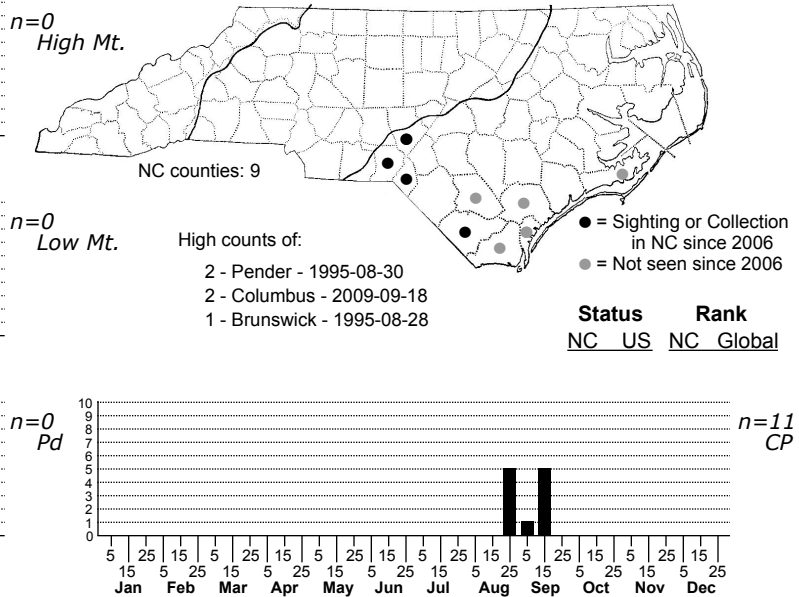 n=0
High Mt.
NC counties: 9
n=0
Low Mt.
High counts of:
2 - Pender - 1995-08-30
2 - Columbus - 2009-09-18
1 - Brunswick - 1995-08-28
= Sighting or Collection
in NC since 2006
= Not seen since 2006
Status Rank
NC US NC Global
n=0
Pd
n=11
CP
10
9
8
7
6
5
4
3
2
1
0
5 25 15 5 25 15 5 25 15 5 25 15 5 25 15 5 25 15
15 5 25 15 5 25 15 5 25 15 5 25 15 5 25 15 5 25
Jan Feb Mar Apr May Jun Jul Aug Sep Oct Nov Dec